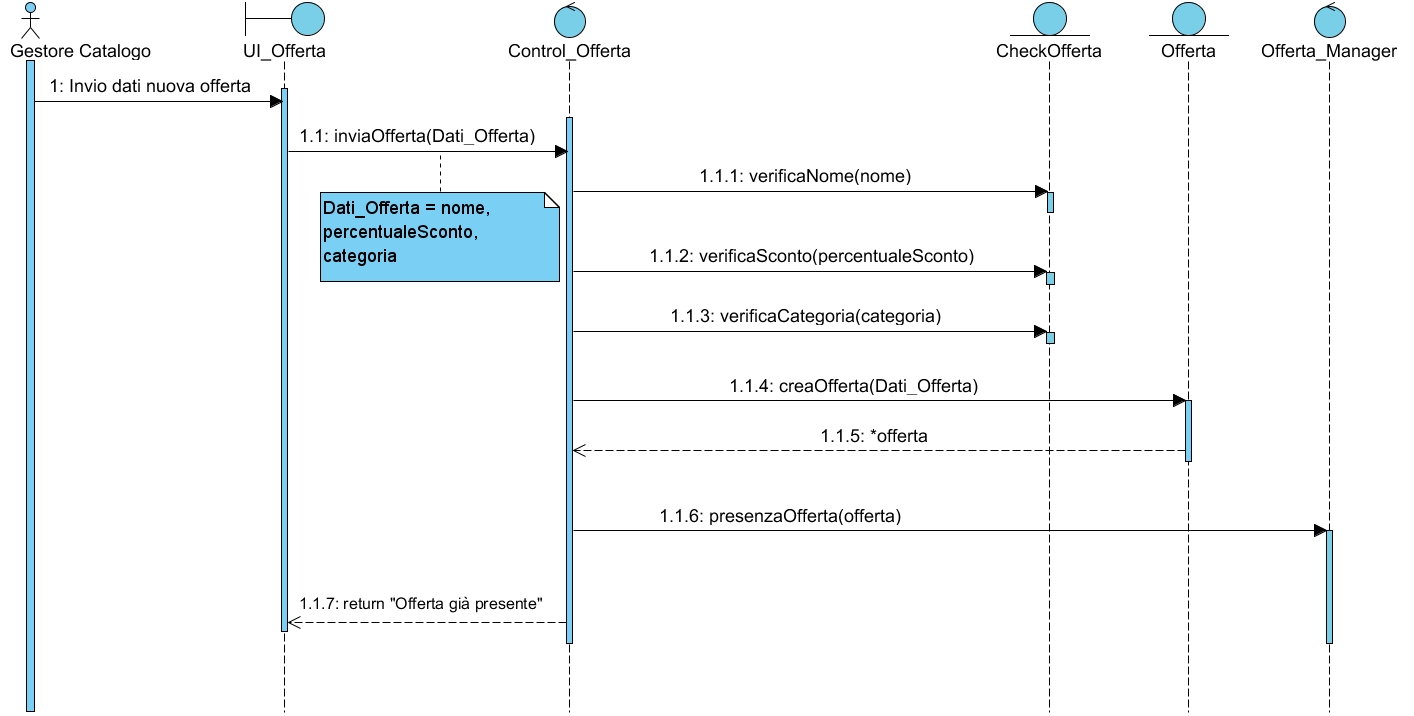 Gestore Catalogo
UI_Offerta
Control_Offerta
CheckOfferta
Offerta
Offerta_Manager
1: Invio dati nuova offerta
1.1: inviaOfferta(Dati_Offerta)
Dati_Offerta = nome,
percentualeSconto,
categoria
1.1.1: verificaNome(nome)
1.1.2: verificaSconto(percentualeSconto)
1.1.3: verificaCategoria(categoria)
1.1.4: creaOfferta(Dati_Offerta)
1.1.5: *offerta
1.1.6: presenzaOfferta(offerta)
1.1.7: return "Offerta già presente"